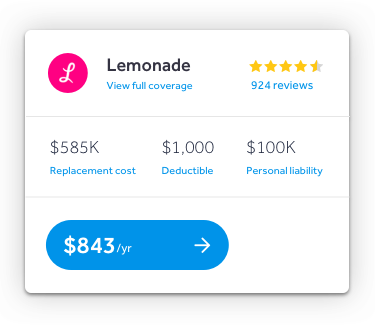 Lemonade
View full coverage
924 reviews
$585K
Replacement cost
$1,000
Deductible
$100K
Personal liability
$843/yr